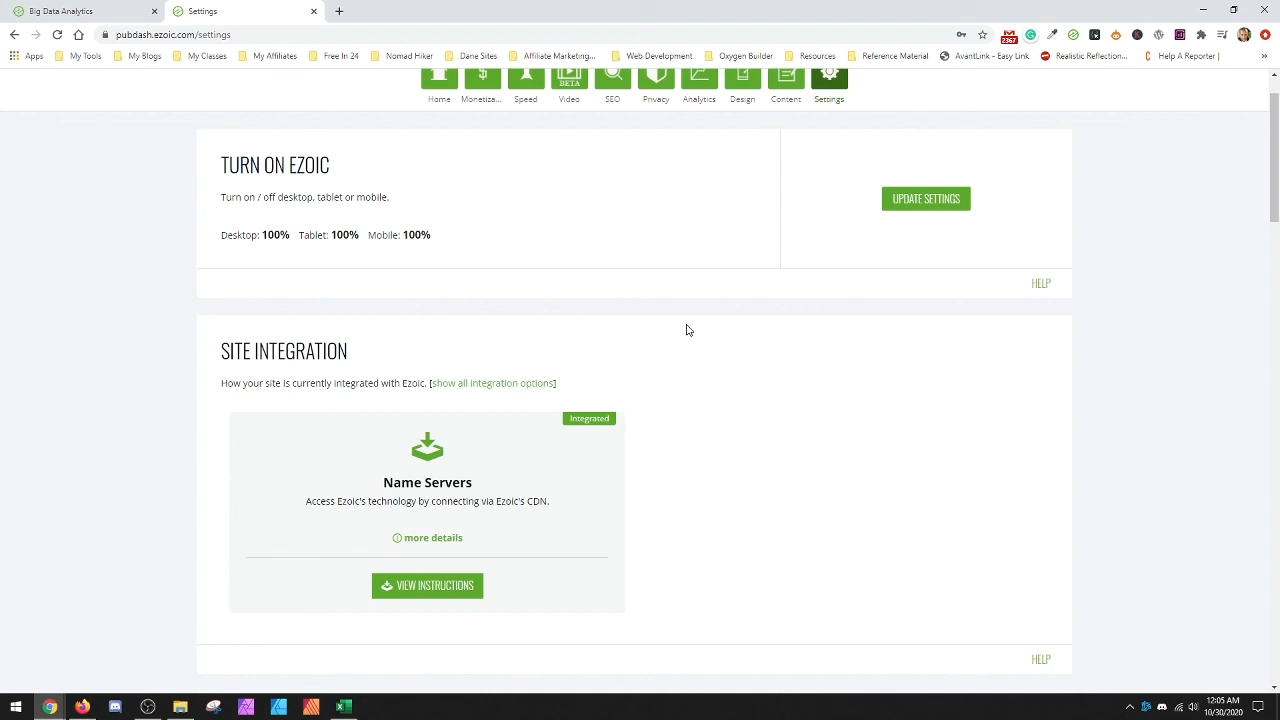 Big Data Analytics
Settings
pubdash.ezoic.com/settings
2367
Apps
My Tools
My Blogs
My Classes
My Affiliates
Free In 24
Nomad Hiker
Dane Sites
Affiliate Marketing...
Web Development
Oxygen Builder
Resources
Reference Material
AvantLink - Easy Link
Realistic Reflection...
Help A Reporter |
»
BETA
Home
Monetiza...
Speed
Video
SEO
Privacy
Analytics
Design
Content
Settings
TURN ON EZOIC
Turn on / off desktop, tablet or mobile.
UPDATE SETTINGS
Desktop: 100% Tablet: 100% Mobile: 100%
HELP
SITE INTEGRATION
How your site is currently integrated with Ezoic. [show all integration options]
Integrated
Name Servers
Access Ezoic's technology by connecting via Ezoic's CDN.
more details
VIEW INSTRUCTIONS
HELP
12:05 AM
10/30/2020